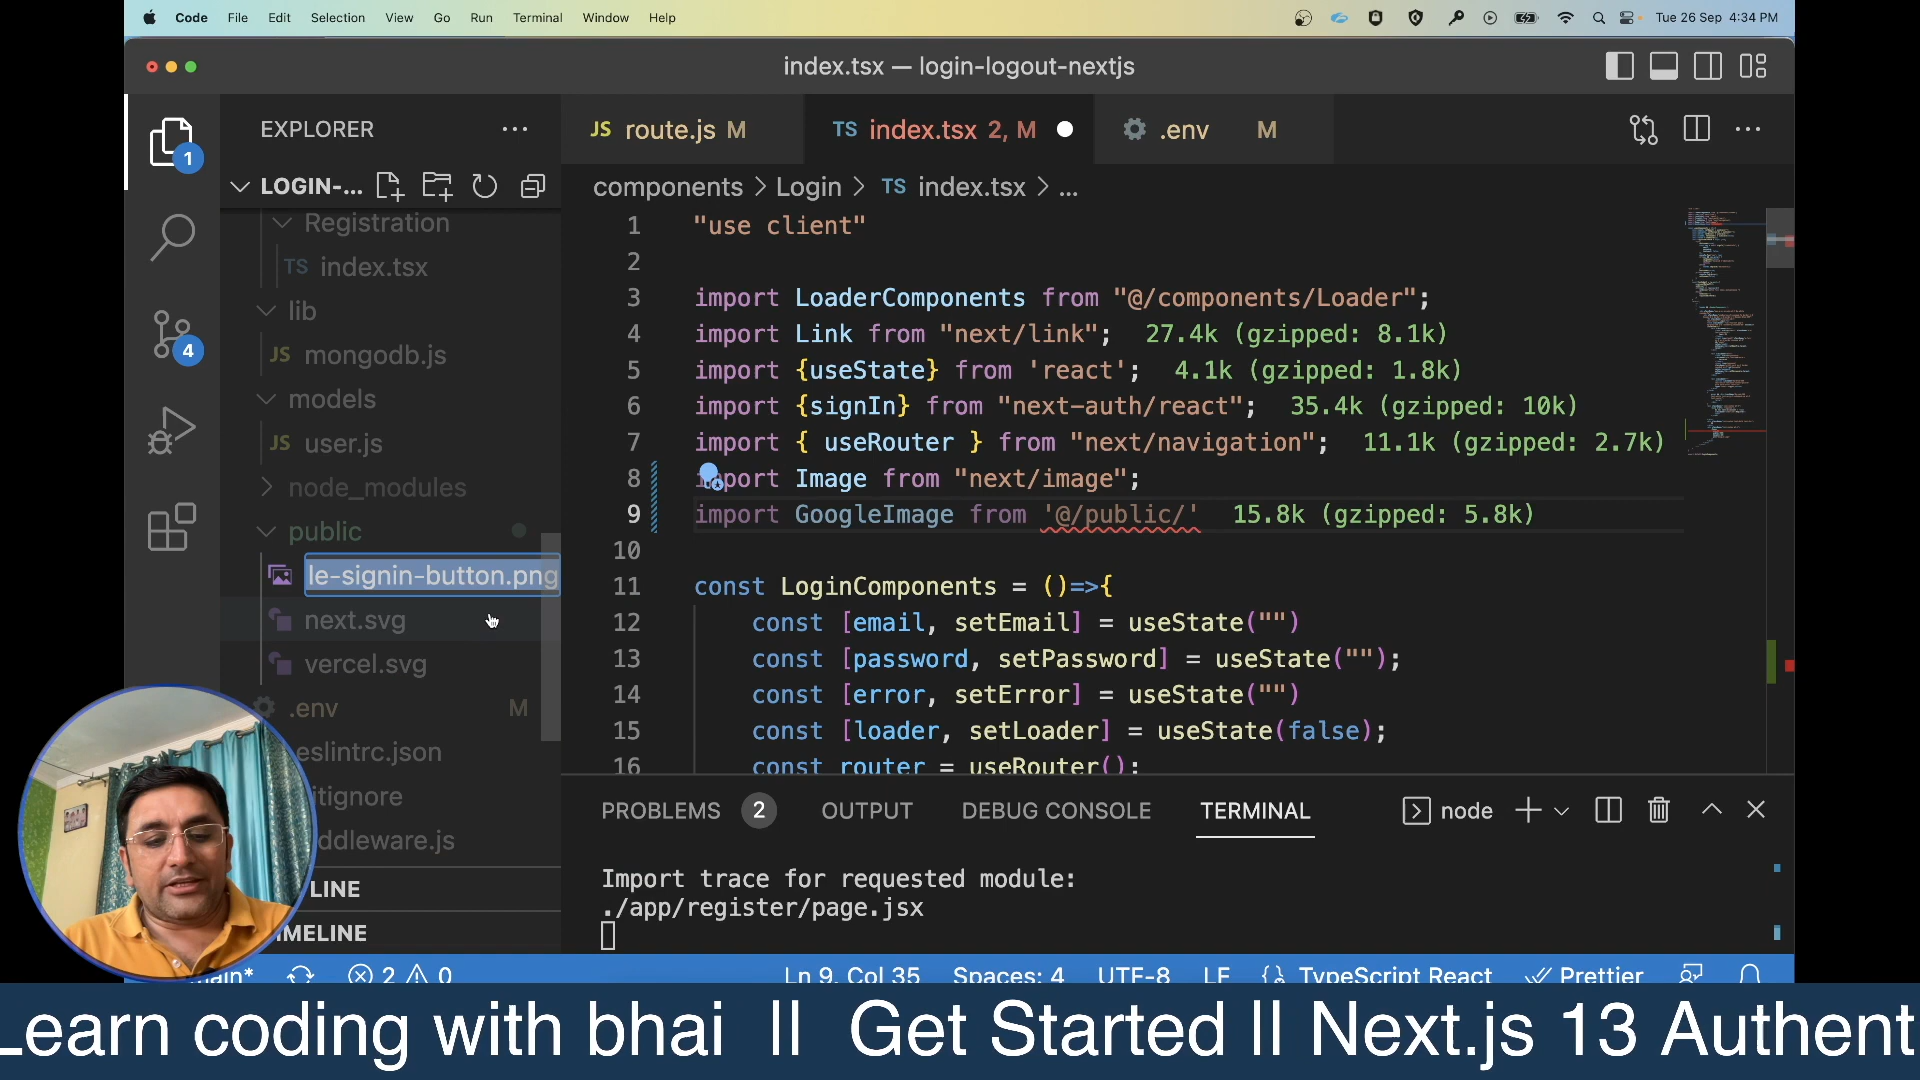 Code File Edit Selection View Go Run Terminal Window Help Tue 26 Sep 4:34 PM
index.tsx — login-logout-nextjs
EXPLORER
JS route.js M
TS index.tsx 2, M
.env M
LOGIN-...
components > Login > TS index.tsx > ...
Registration
TS index.tsx
lib
JS mongodb.js
models
JS user.js
node_modules
public
le-signin-button.png
next.svg
vercel.svg
.env M
eslintrc.json
itignore
ddleware.js
LINE
IMELINE
1
4
1 "use client"
2
3 import LoaderComponents from "@/components/Loader";
4 import Link from "next/link"; 27.4k (gzipped: 8.1k)
5 import {useState} from 'react'; 4.1k (gzipped: 1.8k)
6 import {signIn} from "next-auth/react"; 35.4k (gzipped: 10k)
7 import { useRouter } from "next/navigation"; 11.1k (gzipped: 2.7k)
8 import Image from "next/image";
9 import GoogleImage from '@/public/' 15.8k (gzipped: 5.8k)
10
11 const LoginComponents = ()=>{
12 const [email, setEmail] = useState("")
13 const [password, setPassword] = useState("");
14 const [error, setError] = useState("")
15 const [loader, setLoader] = useState(false);
16 const router = useRouter();
PROBLEMS 2 OUTPUT DEBUG CONSOLE TERMINAL node
Import trace for requested module:
./app/register/page.jsx
main* 2 0 Ln 9, Col 35 Spaces: 4 UTF-8 LF {} TypeScript React Prettier
Learn coding with bhai || Get Started || Next.js 13 Authent